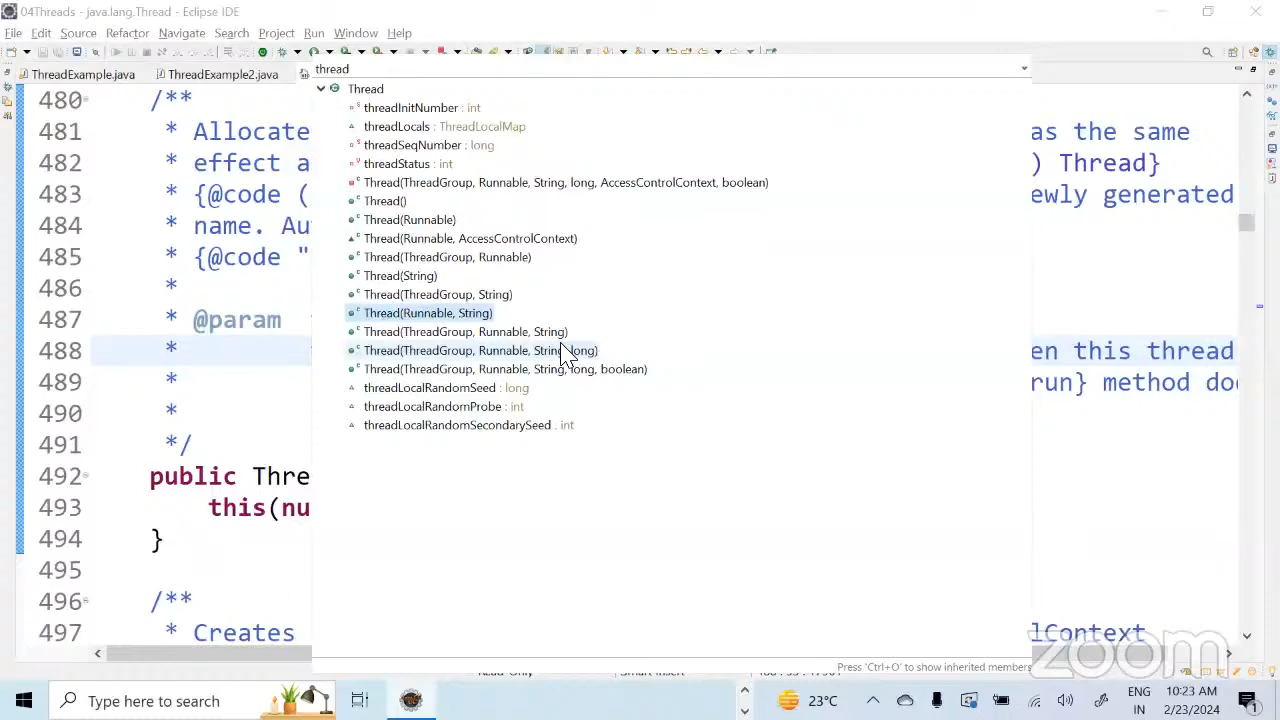 04Threads - java.lang.Thread - Eclipse IDE
File Edit Source Refactor Navigate Search Project Run Window Help
ThreadExample.java ThreadExample2.java
thread
Thread
threadInitNumber : int
threadLocals : ThreadLocalMap
threadSeqNumber : long
threadStatus : int
Thread(ThreadGroup, Runnable, String, long, AccessControlContext, boolean)
Thread()
Thread(Runnable)
Thread(Runnable, AccessControlContext)
Thread(ThreadGroup, Runnable)
Thread(String)
Thread(ThreadGroup, String)
Thread(Runnable, String)
Thread(ThreadGroup, Runnable, String)
Thread(ThreadGroup, Runnable, String, long)
Thread(ThreadGroup, Runnable, String, long, boolean)
threadLocalRandomSeed : long
threadLocalRandomProbe : int
threadLocalRandomSecondarySeed : int
Press 'Ctrl+O' to show inherited members
480 /**
481 * Allocate as the same
482 * effect a ) Thread}
483 * {@code ( ewly generated
484 * name. Au
485 * {@code "
486 *
487 * @param
488 * en this thread
489 * run} method doe
490 *
491 */
492 public Thre
493 this(nu
494 }
495
496 /**
497 * Creates lContext
zoom
Type here to search
23°C
ENG
IN
10:23 AM
2/23/2024
1